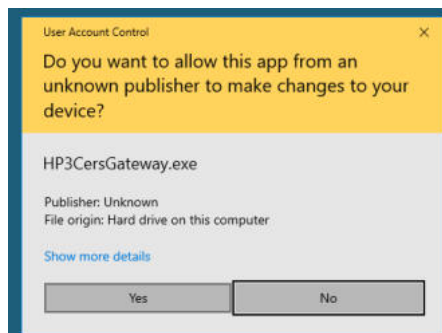 User Account Control
Do you want to allow this app from an
unknown publisher to make changes to your
device?
HP3CersGateway.exe
Publisher: Unknown
File origin: Hard drive on this computer
Show more details
Yes
No